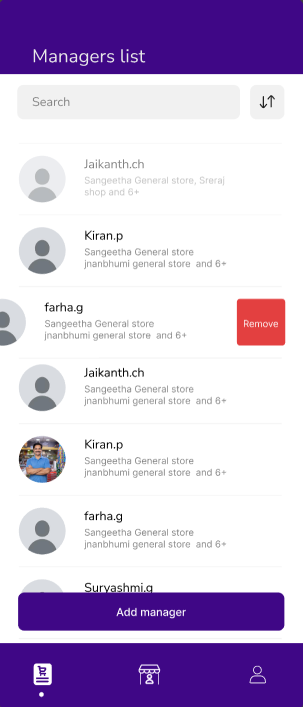 Managers list
Search
Jaikanth.ch
Sangeetha General store, Sreraj
shop and 6+
Kiran.p
Sangeetha General store
jnanbhumi general store and 6+
farha.g
Sangeetha General store
jnanbhumi general store and 6+
Remove
Jaikanth.ch
Sangeetha General store
jnanbhumi general store and 6+
Kiran.p
Sangeetha General store
jnanbhumi general store and 6+
farha.g
Sangeetha General store
jnanbhumi general store and 6+
Suryashmi.g
Add manager